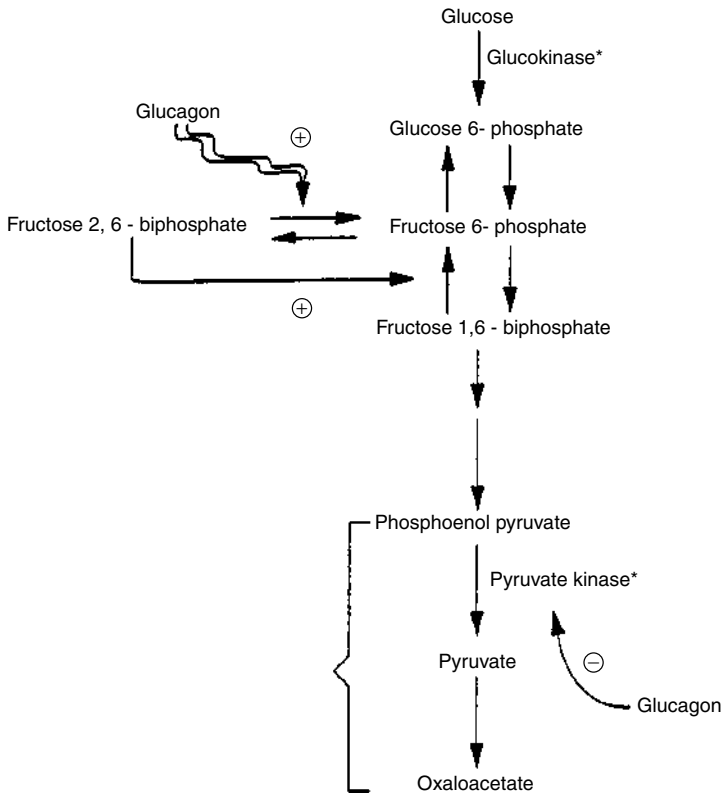 Glucose
Glucokinase*
Glucagon
+
Glucose 6- phosphate
Fructose 2, 6 - biphosphate
Fructose 6- phosphate
+
Fructose 1,6 - biphosphate
Phosphoenol pyruvate
Pyruvate kinase*
Pyruvate
−
Glucagon
Oxaloacetate